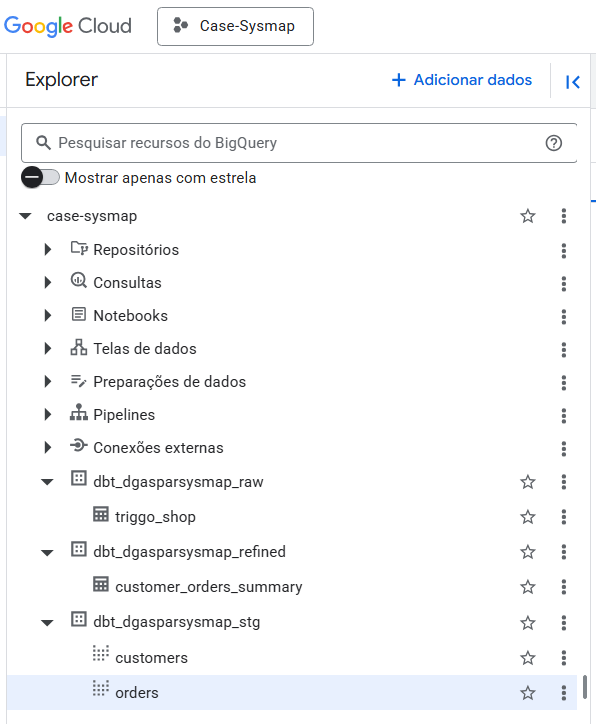 Google Cloud
Case-Sysmap
Explorer
+ Adicionar dados
Pesquisar recursos do BigQuery
Mostrar apenas com estrela
case-sysmap
Repositórios
Consultas
Notebooks
Telas de dados
Preparações de dados
Pipelines
Conexões externas
dbt_dgasparsysmap_raw
triggo_shop
dbt_dgasparsysmap_refined
customer_orders_summary
dbt_dgasparsysmap_stg
customers
orders